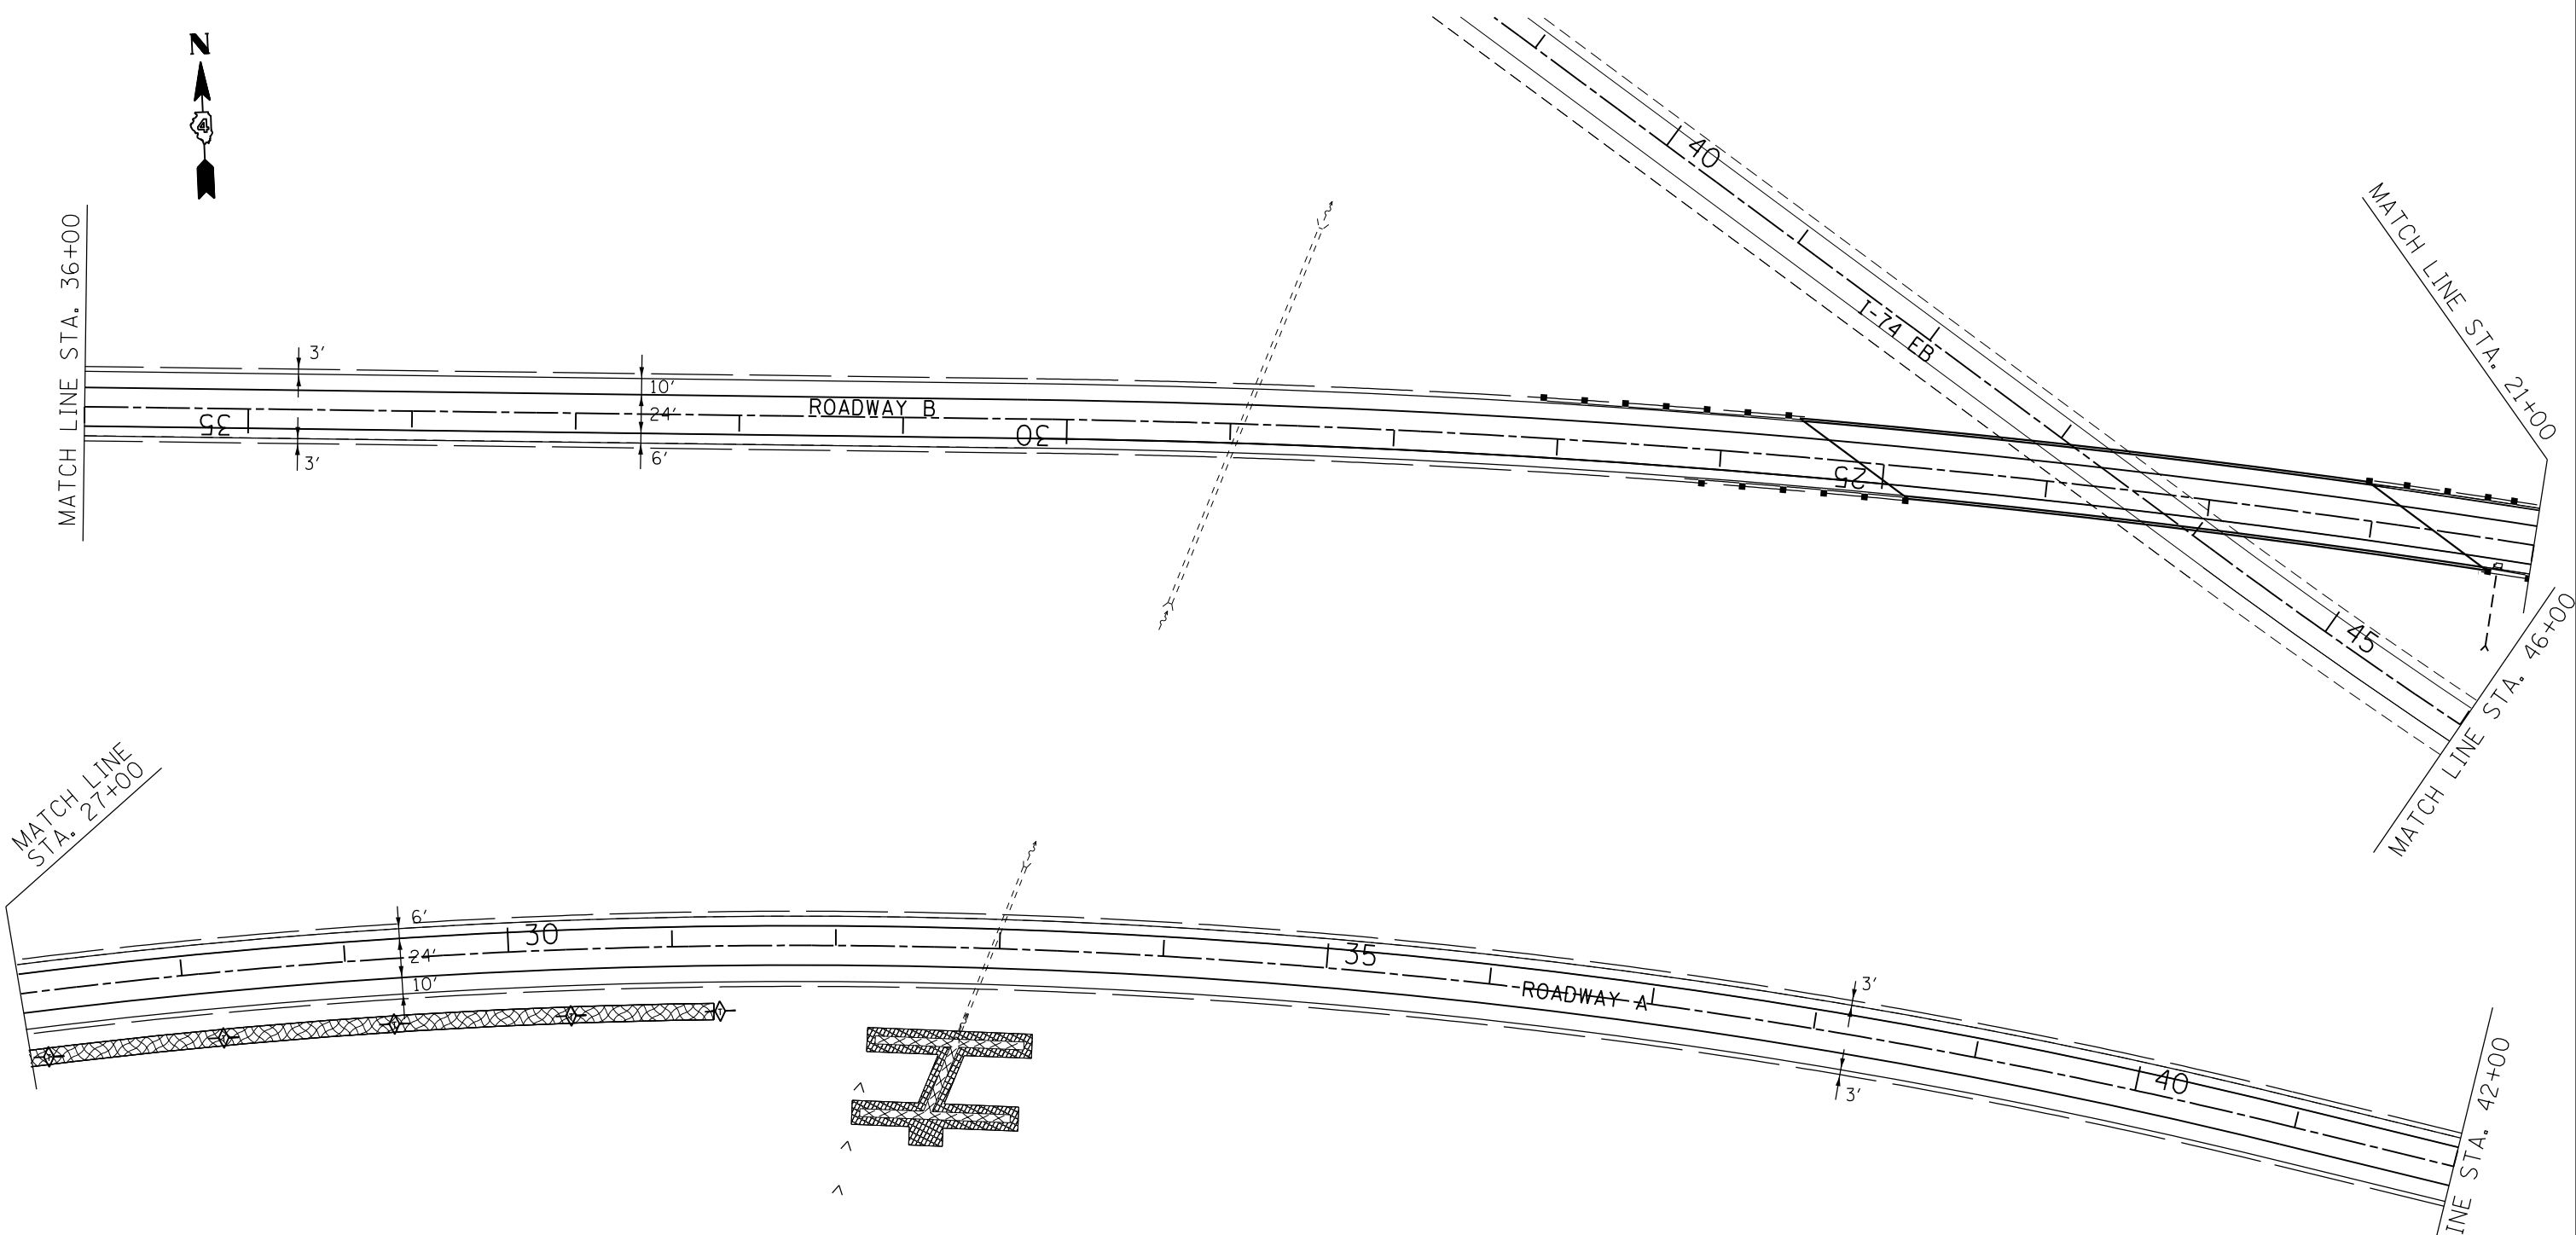 N
4
MATCH LINE STA. 36+00
3'
3'
10'
24'
6'
35
ROADWAY B
30
25
40
I-74 EB
45
MATCH LINE STA. 21+00
MATCH LINE STA. 46+00
MATCH LINE
STA. 27+00
6'
24'
10'
30
35
ROADWAY A
3'
3'
40
INE STA. 42+00